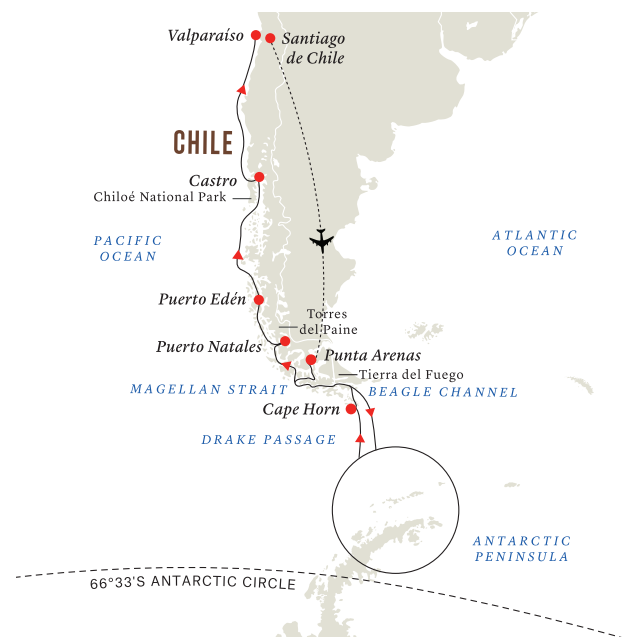 Valparaíso
Santiago
de Chile
CHILE
Castro
Chiloé National Park
PACIFIC
OCEAN
ATLANTIC
OCEAN
Puerto Edén
Torres
del Paine
Puerto Natales
Punta Arenas
Tierra del Fuego
MAGELLAN STRAIT
BEAGLE CHANNEL
Cape Horn
DRAKE PASSAGE
ANTARCTIC
PENINSULA
66°33'S ANTARCTIC CIRCLE